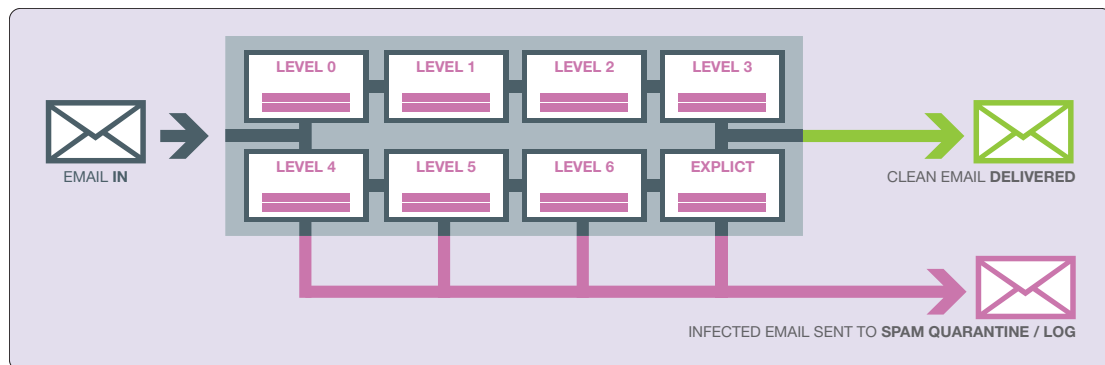 LEVEL 0
LEVEL 1
LEVEL 2
LEVEL 3
EMAIL IN
LEVEL 4
LEVEL 5
LEVEL 6
EXPLICT
CLEAN EMAIL DELIVERED
INFECTED EMAIL SENT TO SPAM QUARANTINE / LOG